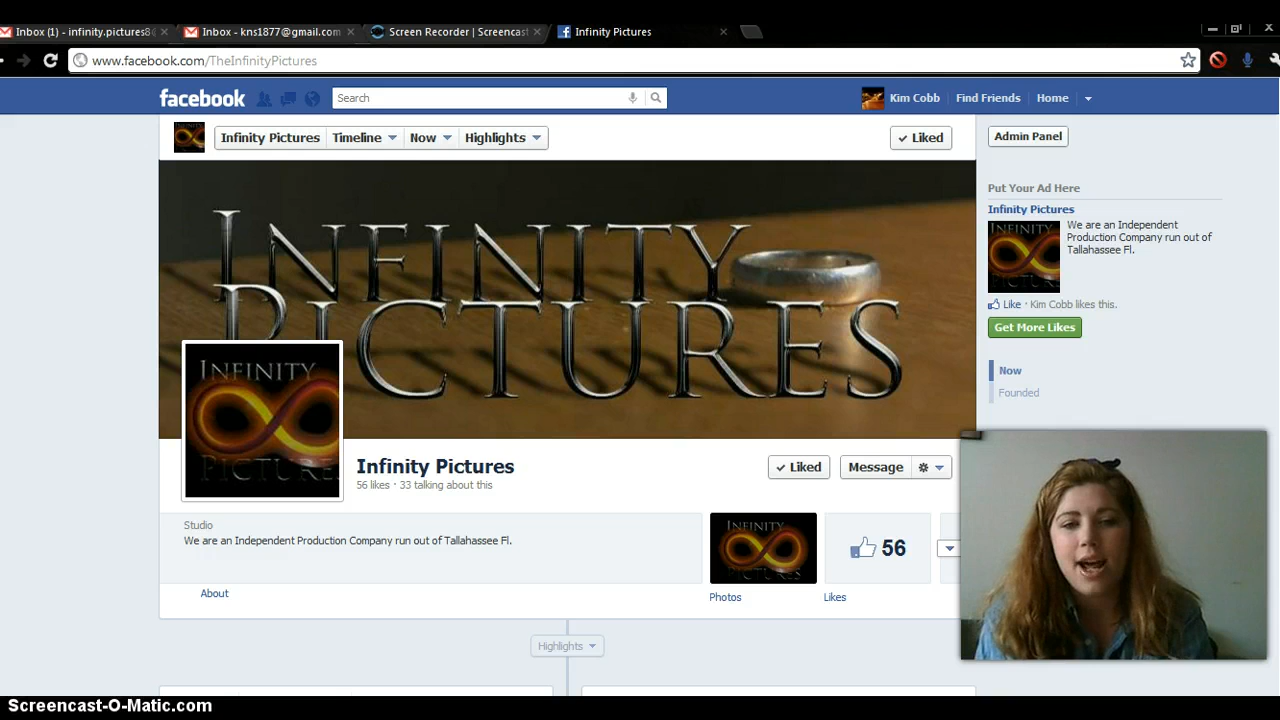 Inbox (1) - infinity.pictures8@
Inbox - kns1877@gmail.com
Screen Recorder | Screencast
Infinity Pictures
www.facebook.com/TheInfinityPictures
facebook
Search
Kim Cobb
Find Friends
Home
Infinity Pictures
Timeline
Now
Highlights
Liked
Admin Panel
INFINITY
PICTURES
Put Your Ad Here
Infinity Pictures
INFINITY
We are an Independent
Production Company run out of
Tallahassee Fl.
Like · Kim Cobb likes this.
Get More Likes
Now
Founded
INFINITY
PICTURE
Infinity Pictures
56 likes · 33 talking about this
Liked
Message
Studio
We are an Independent Production Company run out of Tallahassee Fl.
About
INFINITY
PICTURES
Photos
56
Likes
Highlights
Screencast-O-Matic.com